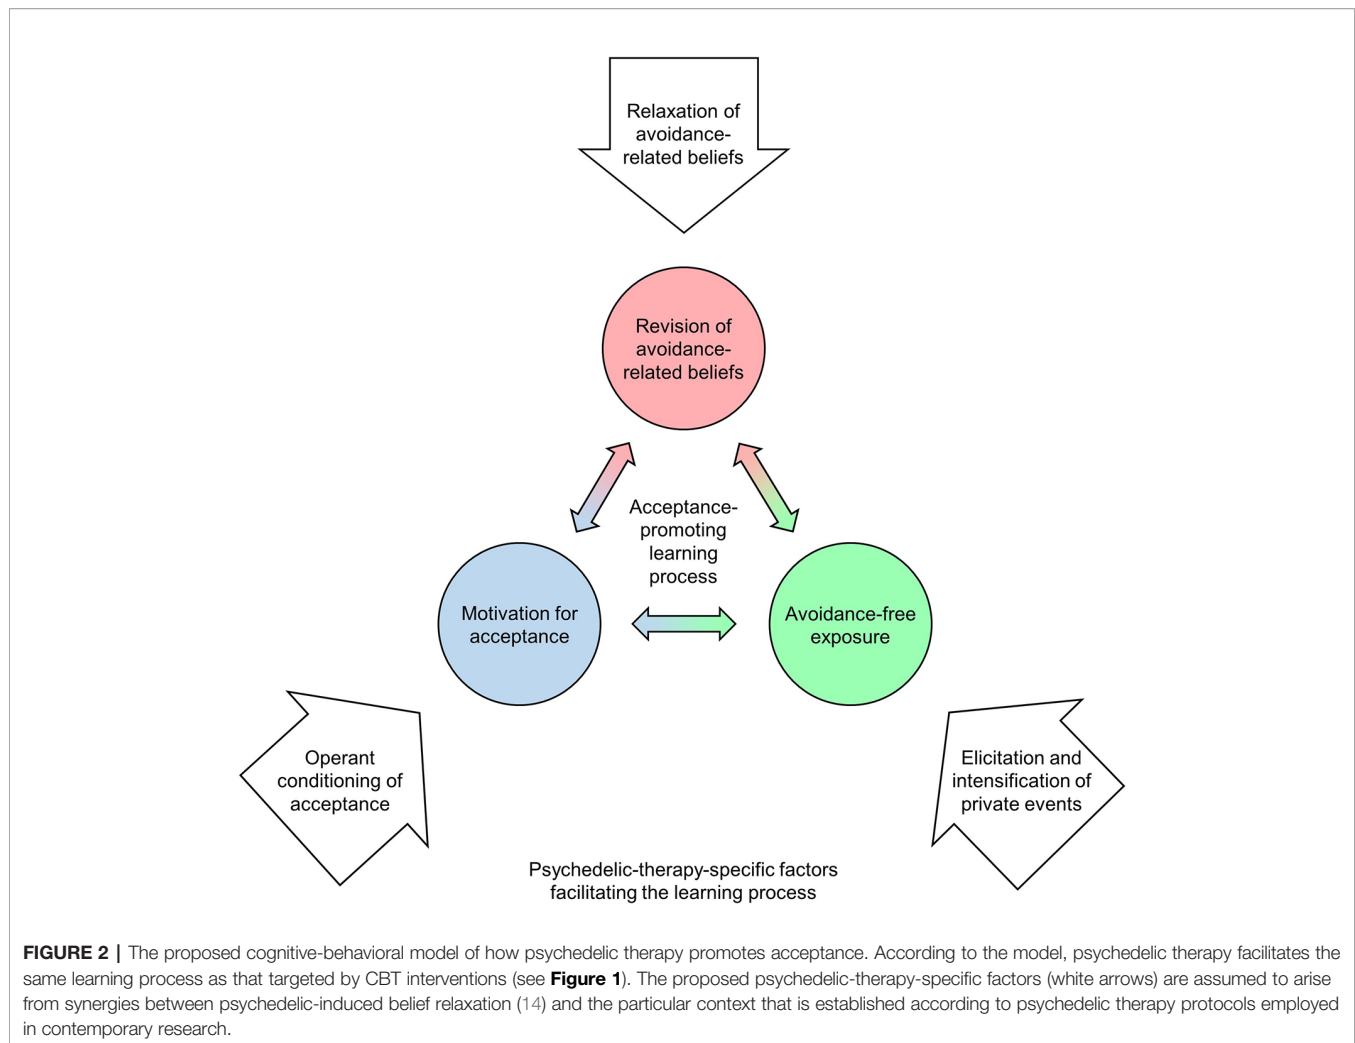 Relaxation of
avoidance-
related beliefs
Revision of
avoidance-
related beliefs
Acceptance-
promoting
learning
process
Motivation for
acceptance
Avoidance-free
exposure
Operant
conditioning of
acceptance
Elicitation and
intensification of
private events
Psychedelic-therapy-specific factors
facilitating the learning process
FIGURE 2 | The proposed cognitive-behavioral model of how psychedelic therapy promotes acceptance. According to the model, psychedelic therapy facilitates the
same learning process as that targeted by CBT interventions (see Figure 1). The proposed psychedelic-therapy-specific factors (white arrows) are assumed to arise
from synergies between psychedelic-induced belief relaxation (14) and the particular context that is established according to psychedelic therapy protocols employed
in contemporary research.